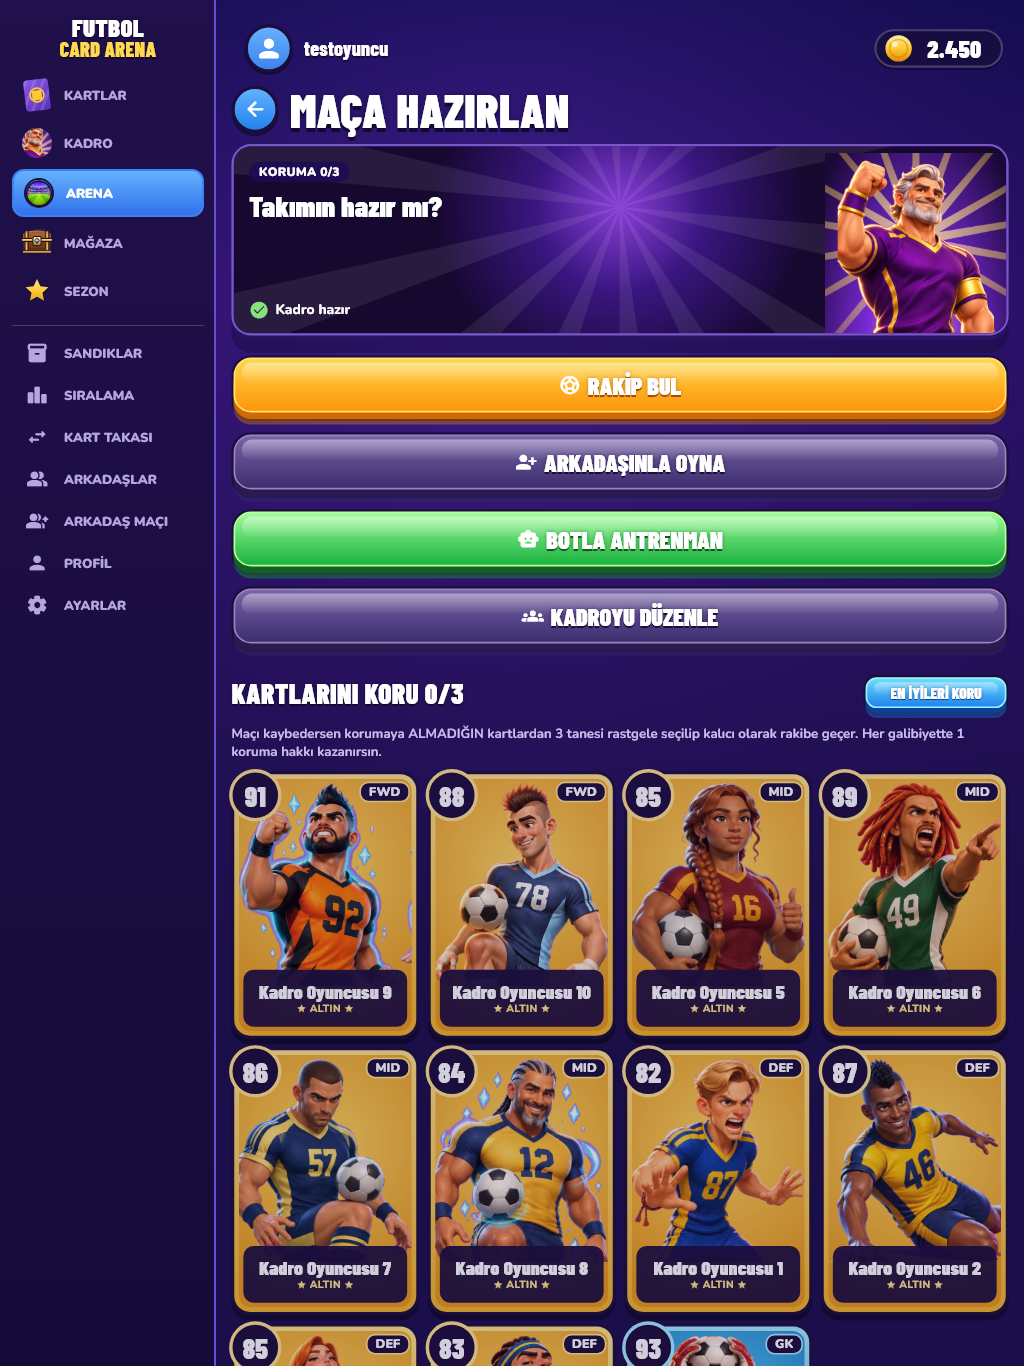 FUTBOL
CARD ARENA
KARTLAR
KADRO
ARENA
MAĞAZA
SEZON
SANDIKLAR
SIRALAMA
KART TAKASI
ARKADAŞLAR
ARKADAŞ MAÇI
PROFİL
AYARLAR
testoyuncu
2.450
MAÇA HAZIRLAN
KORUMA 0/3
Takımın hazır mı?
Kadro hazır
RAKİP BUL
ARKADAŞINLA OYNA
BOTLA ANTRENMAN
KADROYU DÜZENLE
KARTLARINI KORU 0/3
EN İYİLERİ KORU
Maçı kaybedersen korumaya ALMADIĞIN kartlardan 3 tanesi rastgele seçilip kalıcı olarak rakibe geçer. Her galibiyette 1
koruma hakkı kazanırsın.
91 FWD
92
Kadro Oyuncusu 9
★ ALTIN ★
88 FWD
78
Kadro Oyuncusu 10
★ ALTIN ★
85 MID
16
Kadro Oyuncusu 5
★ ALTIN ★
89 MID
49
Kadro Oyuncusu 6
★ ALTIN ★
86 MID
57
Kadro Oyuncusu 7
★ ALTIN ★
84 MID
12
Kadro Oyuncusu 8
★ ALTIN ★
82 DEF
87
Kadro Oyuncusu 1
★ ALTIN ★
87 DEF
46
Kadro Oyuncusu 2
★ ALTIN ★
85 DEF
83 DEF
93 GK